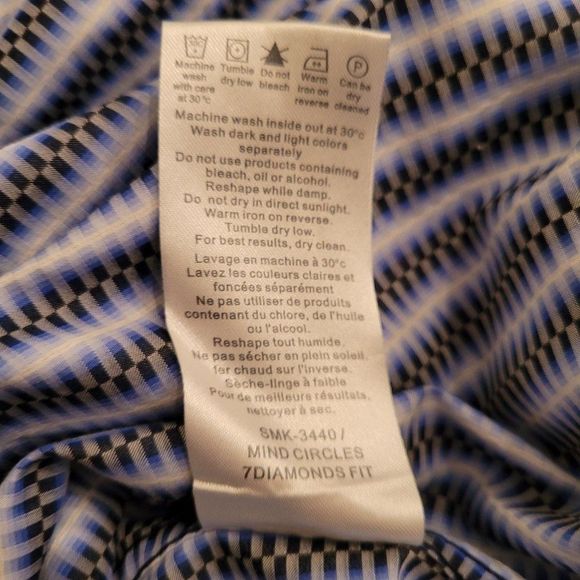 Machine wash with care at 30°c
Tumble dry low
Do not bleach
Warm iron on reverse
Can be dry cleaned
P
Machine wash inside out at 30°c
Wash dark and light colors
separately
Do not use products containing
bleach, oil or alcohol.
Reshape while damp.
Do not dry in direct sunlight.
Warm iron on reverse.
Tumble dry low.
For best results, dry clean.
Lavage en machine à 30°c
Lavez les couleurs claires et
foncées séparément
Ne pas utiliser de produits
contenant du chlore, de l'huile
ou l'alcool.
Reshape tout humide.
Ne pas sécher en plein soleil.
fer chaud sur l'inverse.
Sèche-linge à faible
Pour de meilleurs résultats,
nettoyer à sec.
SMK-3440/
MIND CIRCLES
7DIAMONDS FIT